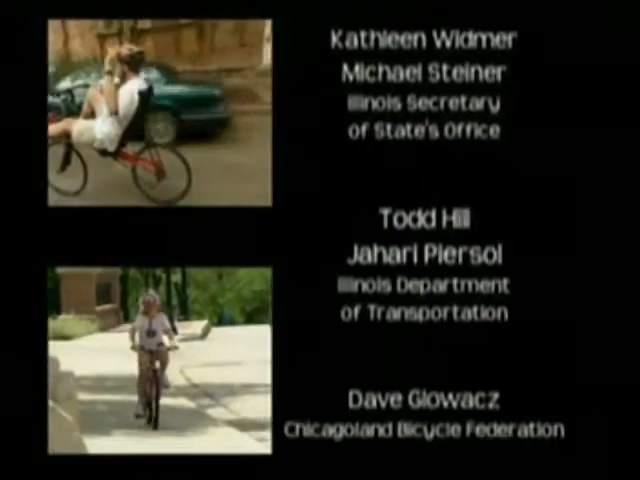 Kathleen Widmer
Michael Steiner
Illinois Secretary
of State's Office
Todd Hill
Jahari Piersol
Illinois Department
of Transportation
Dave Glowacz
Chicagoland Bicycle Federation